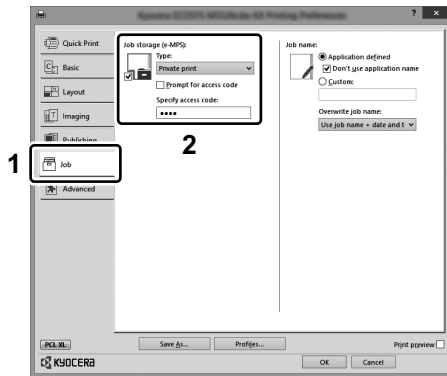 ? ×
Quick Print
Basic
Layout
Imaging
Publishing
Job
Advanced
1
Job storage (e-MPS):
Type:
Private print
Prompt for access code
Specify access code:
••••
2
Job name:
Application defined
Don't use application name
Custom:
Overwrite job name:
Use job name + date and t
PCL XL
Save As...
Profiles...
Print preview
KYOCERA
OK
Cancel